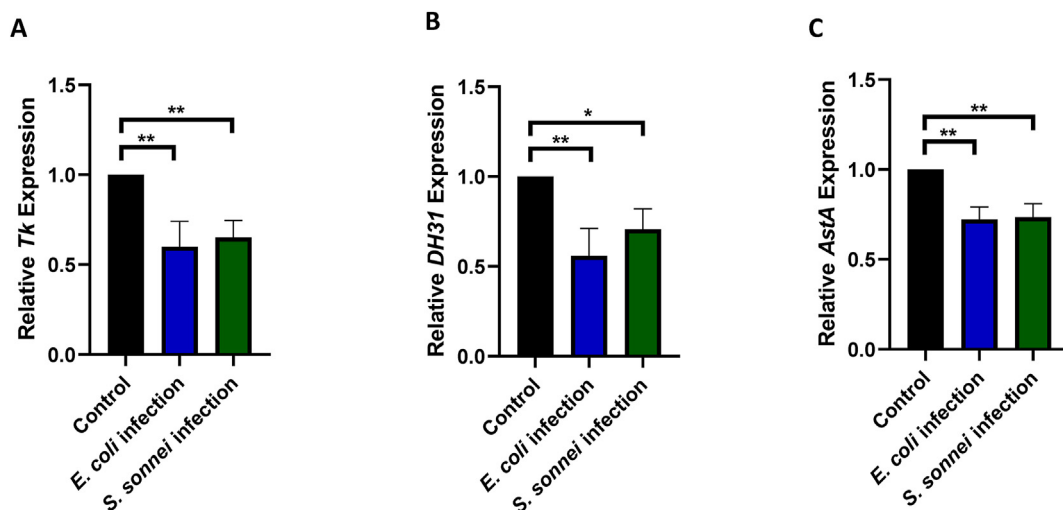 A
Relative Tk Expression
1.5
1.0
0.5
0.0
**
**
Control
E. coli infection
S. sonnei infection
B
Relative DH31 Expression
1.5
1.0
0.5
0.0
*
**
Control
E. coli infection
S. sonnei infection
C
Relative AstA Expression
1.5
1.0
0.5
0.0
**
**
Control
E. coli infection
S. sonnei infection